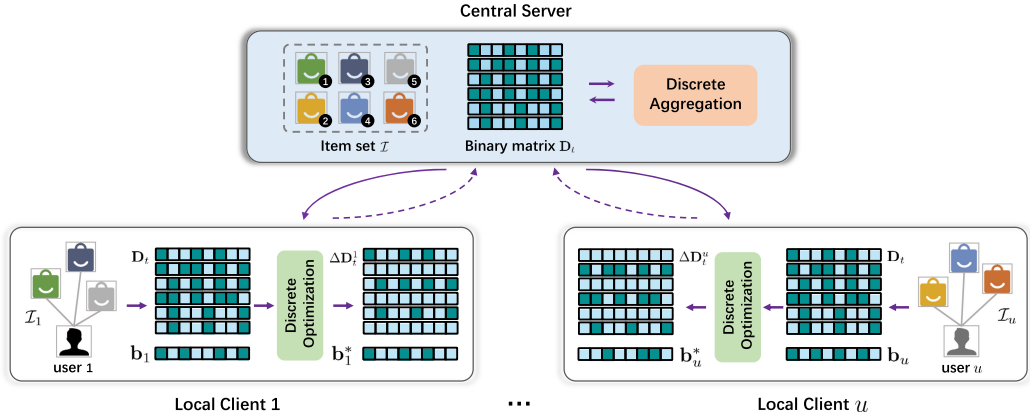 Central Server
1 3 5
2 4 6
Discrete
Aggregation
Item set ℐ
Binary matrix D_t
D_t
ΔD_t^1
Discrete
Optimization
ℐ_1
b_1
b_1^*
user 1
ΔD_t^u
D_t
Discrete
Optimization
ℐ_u
b_u^*
b_u
user u
Local Client 1
...
Local Client u